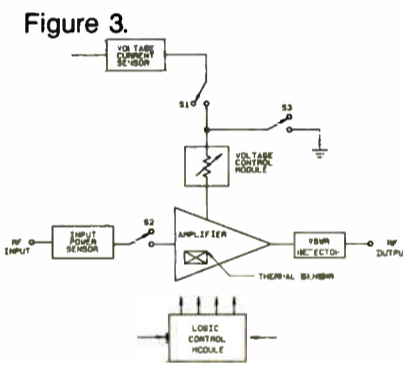 Figure 3.
VOLTAGE
CURRENT
SENSOR
S1
S3
VOLTAGE
CONTROL
MODULE
S2
RF
INPUT
INPUT
POWER
SENSOR
AMPLIFIER
VSWR
DETECTOR
RF
OUTPUT
THERMAL SENSOR
LOGIC
CONTROL
MODULE